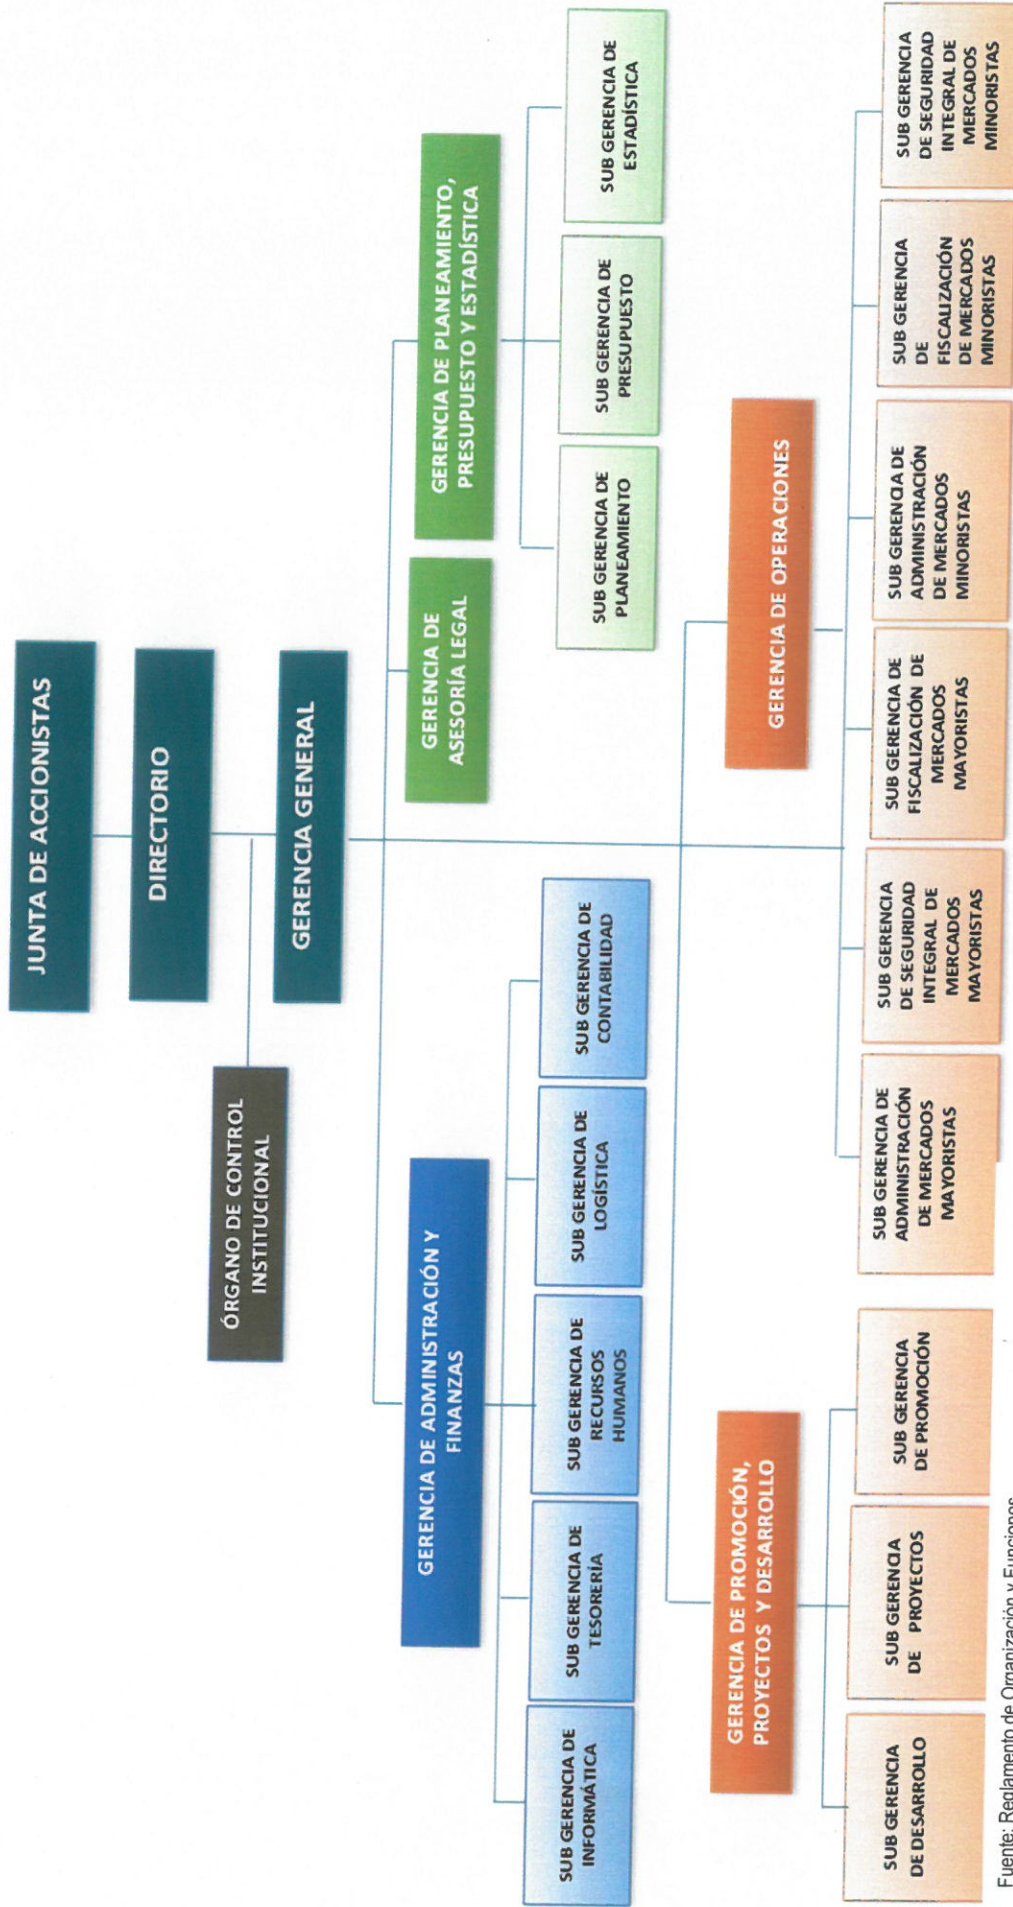 JUNTA DE ACCIONISTAS
DIRECTORIO
ÓRGANO DE CONTROL
INSTITUCIONAL
GERENCIA GENERAL
GERENCIA DE ADMINISTRACIÓN Y
FINANZAS
GERENCIA DE
ASESORÍA LEGAL
GERENCIA DE PLANEAMIENTO,
PRESUPUESTO Y ESTADÍSTICA
SUB GERENCIA DE
INFORMÁTICA
SUB GERENCIA DE
TESORERÍA
SUB GERENCIA DE
RECURSOS
HUMANOS
SUB GERENCIA DE
LOGÍSTICA
SUB GERENCIA DE
CONTABILIDAD
SUB GERENCIA DE
PLANEAMIENTO
SUB GERENCIA DE
PRESUPUESTO
SUB GERENCIA DE
ESTADÍSTICA
GERENCIA DE PROMOCIÓN,
PROYECTOS Y DESARROLLO
GERENCIA DE OPERACIONES
SUB GERENCIA
DE DESARROLLO
SUB GERENCIA
DE PROYECTOS
SUB GERENCIA
DE PROMOCIÓN
SUB GERENCIA DE
ADMINISTRACIÓN
DE MERCADOS
MAYORISTAS
SUB GERENCIA
DE SEGURIDAD
INTEGRAL DE
MERCADOS
MAYORISTAS
SUB GERENCIA DE
FISCALIZACIÓN DE
MERCADOS
MAYORISTAS
SUB GERENCIA DE
ADMINISTRACIÓN
DE MERCADOS
MINORISTAS
SUB GERENCIA
DE
FISCALIZACIÓN
DE MERCADOS
MINORISTAS
SUB GERENCIA
DE SEGURIDAD
INTEGRAL DE
MERCADOS
MINORISTAS
Fuente: Reglamento de Organización y Funciones